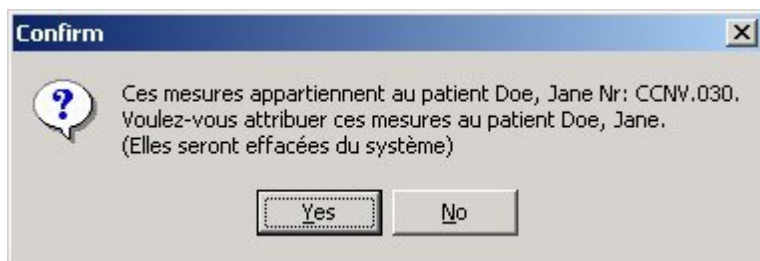 Confirm
?
Ces mesures appartiennent au patient Doe, Jane Nr: CCNV.030.
Voulez-vous attribuer ces mesures au patient Doe, Jane.
(Elles seront effacées du système)
Yes No